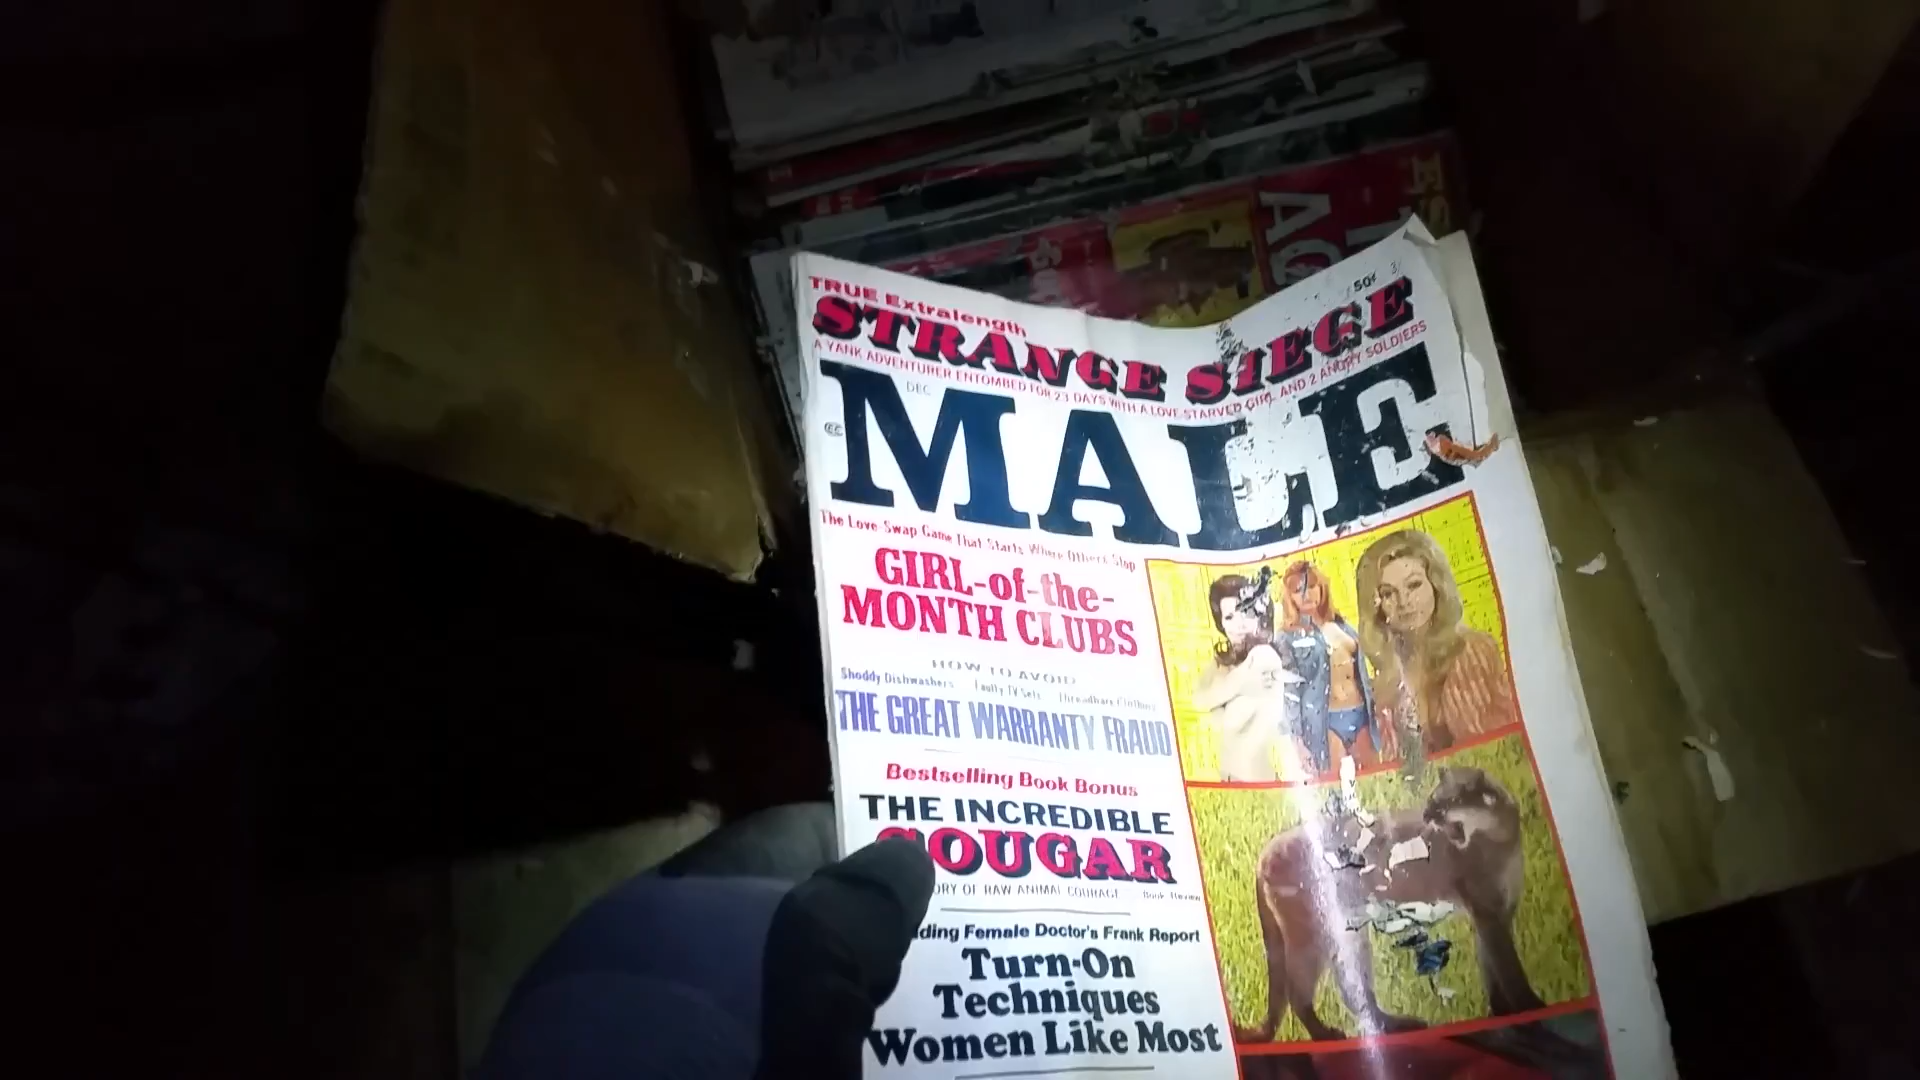 TRUE Extralength
50¢
STRANGE SIEGE
A YANK ADVENTURER ENTOMBED FOR 23 DAYS WITH A LOVE STARVED GIRL AND 2 ANGRY SOLDIERS
DEC
MALE
The Love-Swap Game That Starts Where Others Stop
GIRL-of-the-
MONTH CLUBS
HOW TO AVOID
Shoddy Dishwashers Faulty TV Sets Threadbare Clothing
THE GREAT WARRANTY FRAUD
Bestselling Book Bonus
THE INCREDIBLE
COUGAR
ORY OF RAW ANIMAL COURAGE Book Review
ding Female Doctor's Frank Report
Turn-On
Techniques
Women Like Most